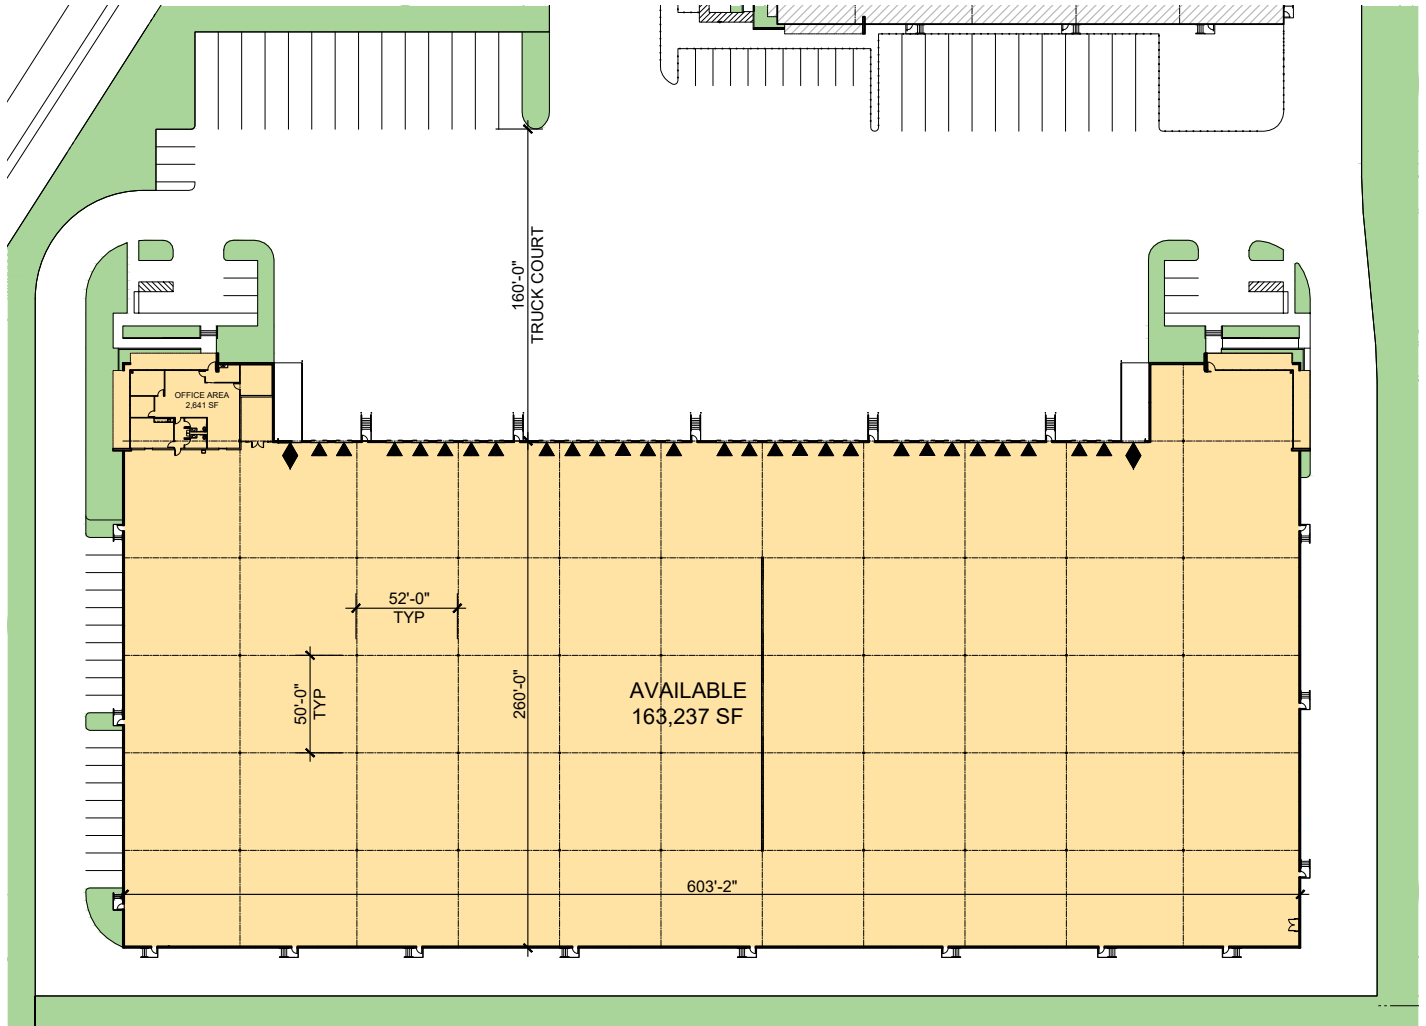 160'-0"
TRUCK COURT
OFFICE AREA
2,641 SF
52'-0"
TYP
50'-0"
TYP
260'-0"
AVAILABLE
163,237 SF
603'-2"